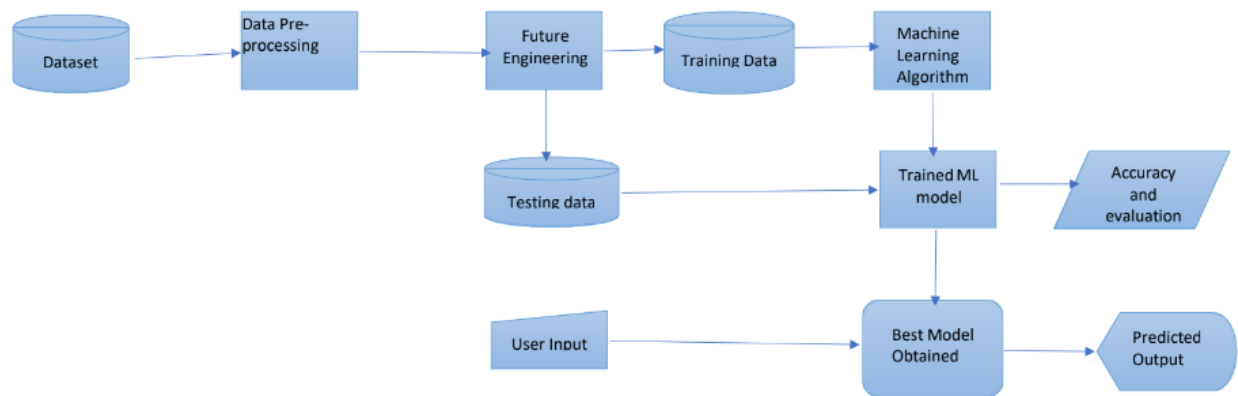 Dataset
Data Pre-
processing
Future
Engineering
Training Data
Machine
Learning
Algorithm
Testing data
Trained ML
model
Accuracy
and
evaluation
User Input
Best Model
Obtained
Predicted
Output